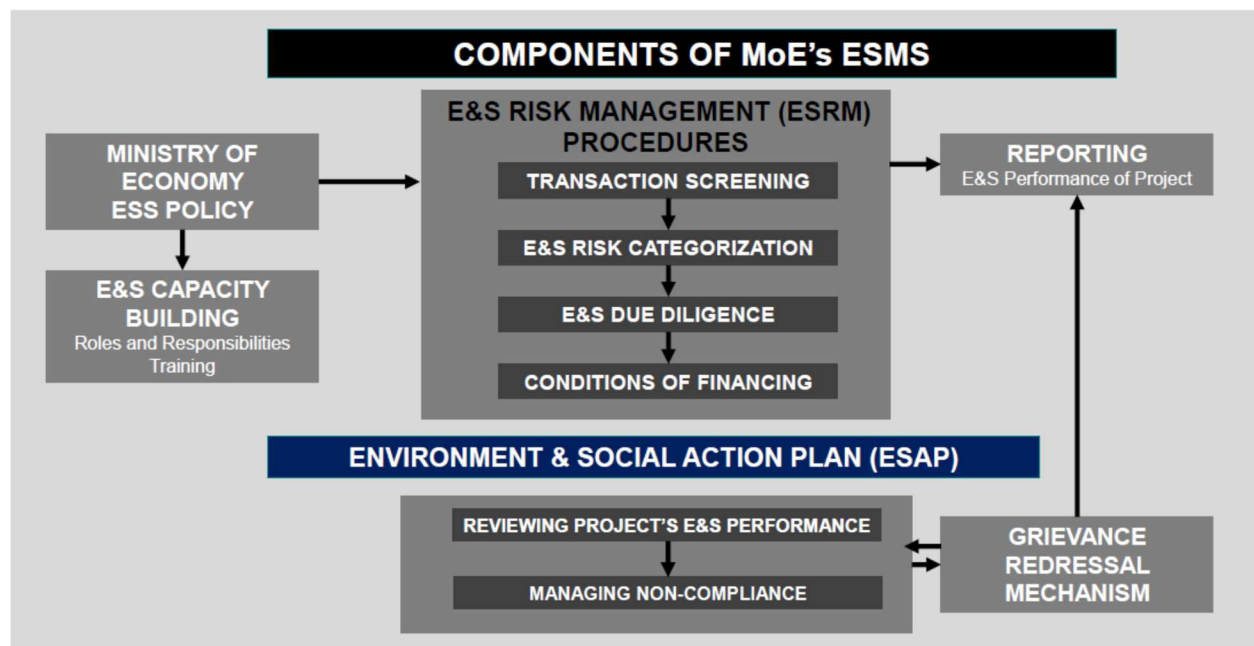 COMPONENTS OF MoE's ESMS
MINISTRY OF
ECONOMY
ESS POLICY
E&S CAPACITY
BUILDING
Roles and Responsibilities
Training
E&S RISK MANAGEMENT (ESRM)
PROCEDURES
TRANSACTION SCREENING
E&S RISK CATEGORIZATION
E&S DUE DILIGENCE
CONDITIONS OF FINANCING
REPORTING
E&S Performance of Project
ENVIRONMENT & SOCIAL ACTION PLAN (ESAP)
REVIEWING PROJECT'S E&S PERFORMANCE
MANAGING NON-COMPLIANCE
GRIEVANCE
REDRESSAL
MECHANISM